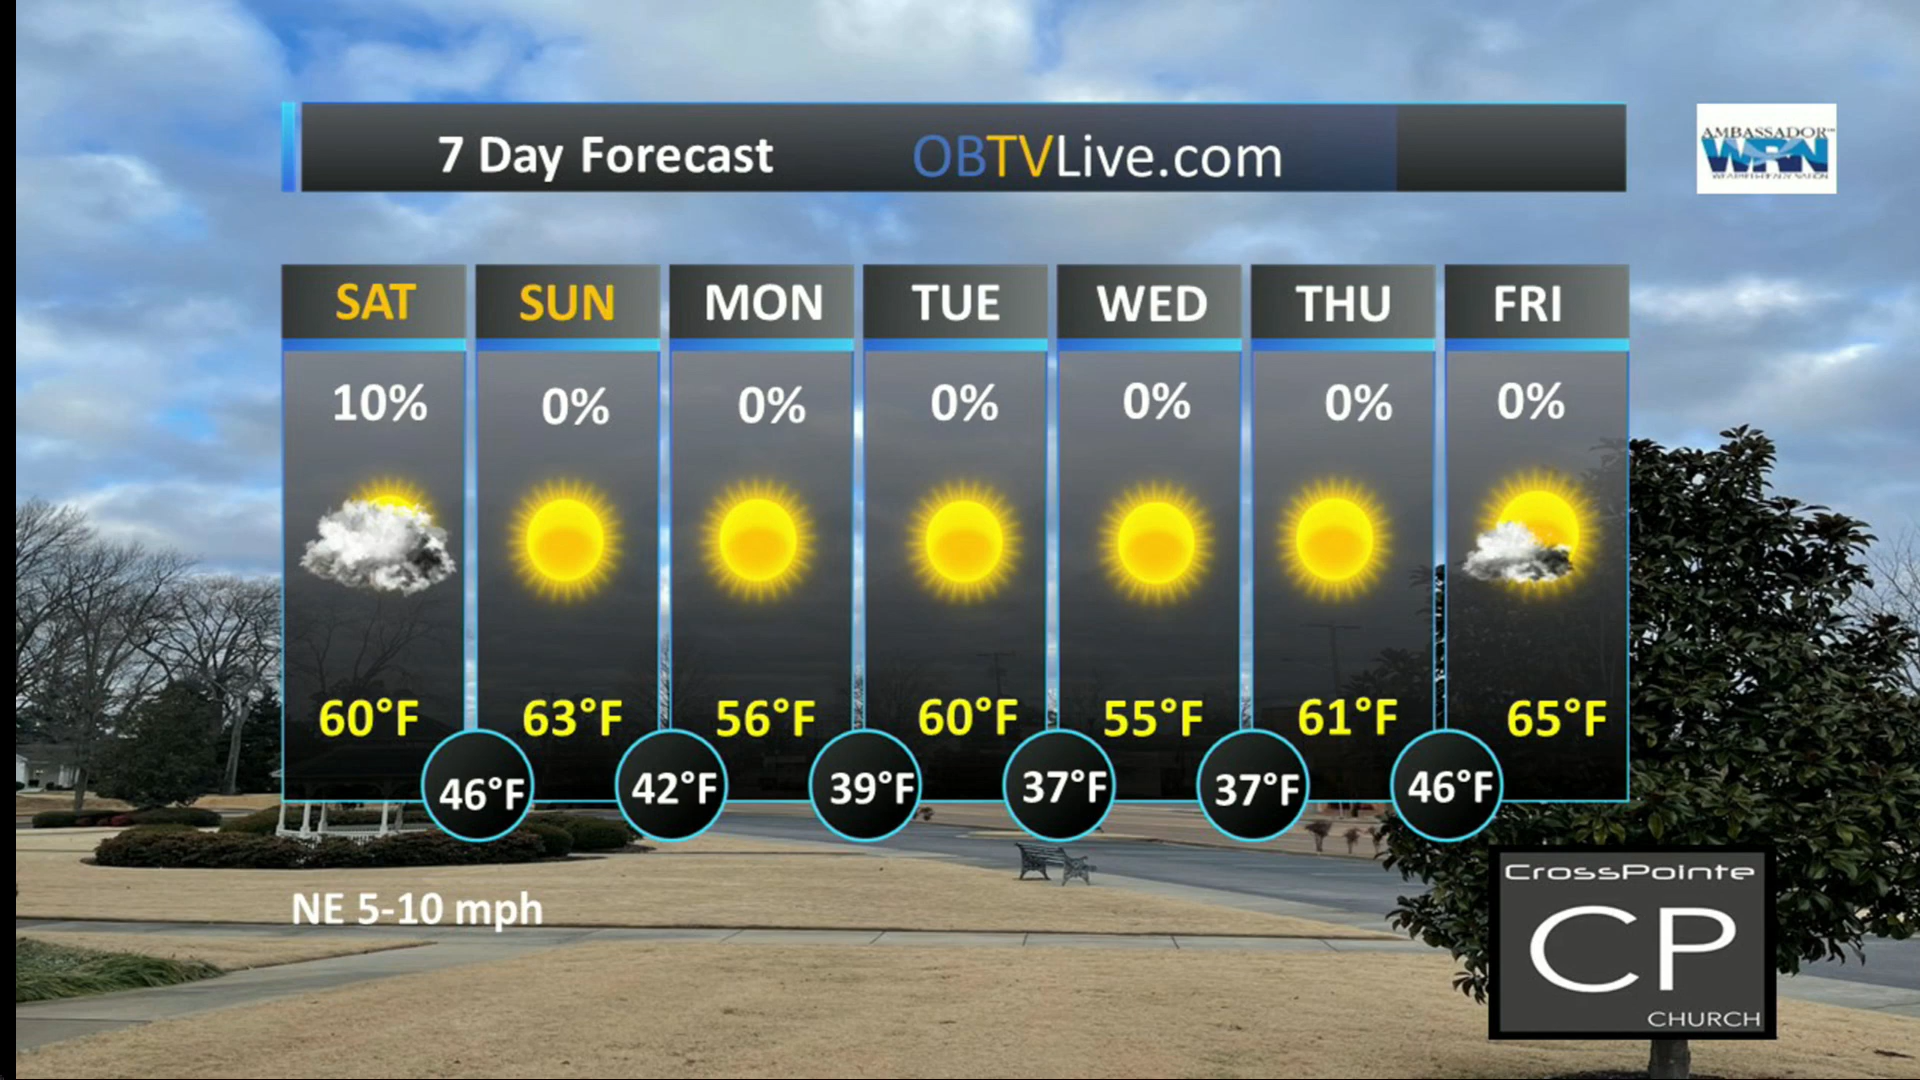 7 Day Forecast OBTVLive.com
AMBASSADOR
WRN
SAT SUN MON TUE WED THU FRI
10% 0% 0% 0% 0% 0% 0%
60°F 63°F 56°F 60°F 55°F 61°F 65°F
46°F 42°F 39°F 37°F 37°F 46°F
NE 5-10 mph
CrossPointe
CP
CHURCH